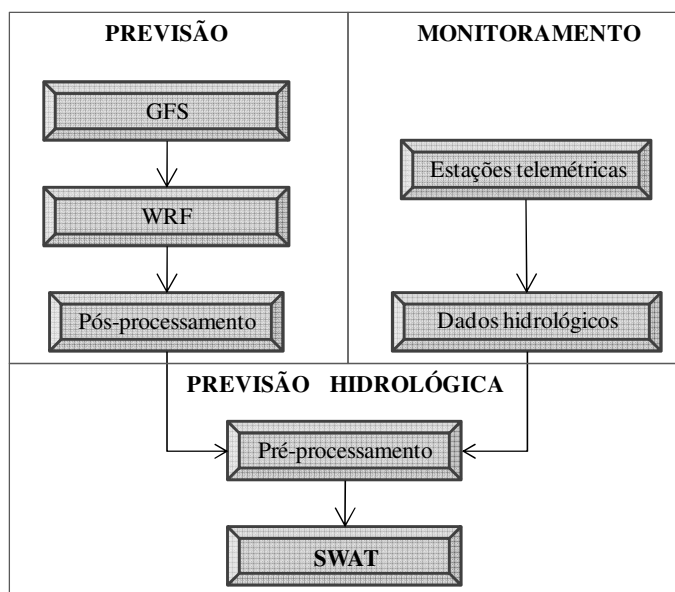 PREVISÃO
GFS
WRF
Pós-processamento
MONITORAMENTO
Estações telemétricas
Dados hidrológicos
PREVISÃO HIDROLÓGICA
Pré-processamento
SWAT